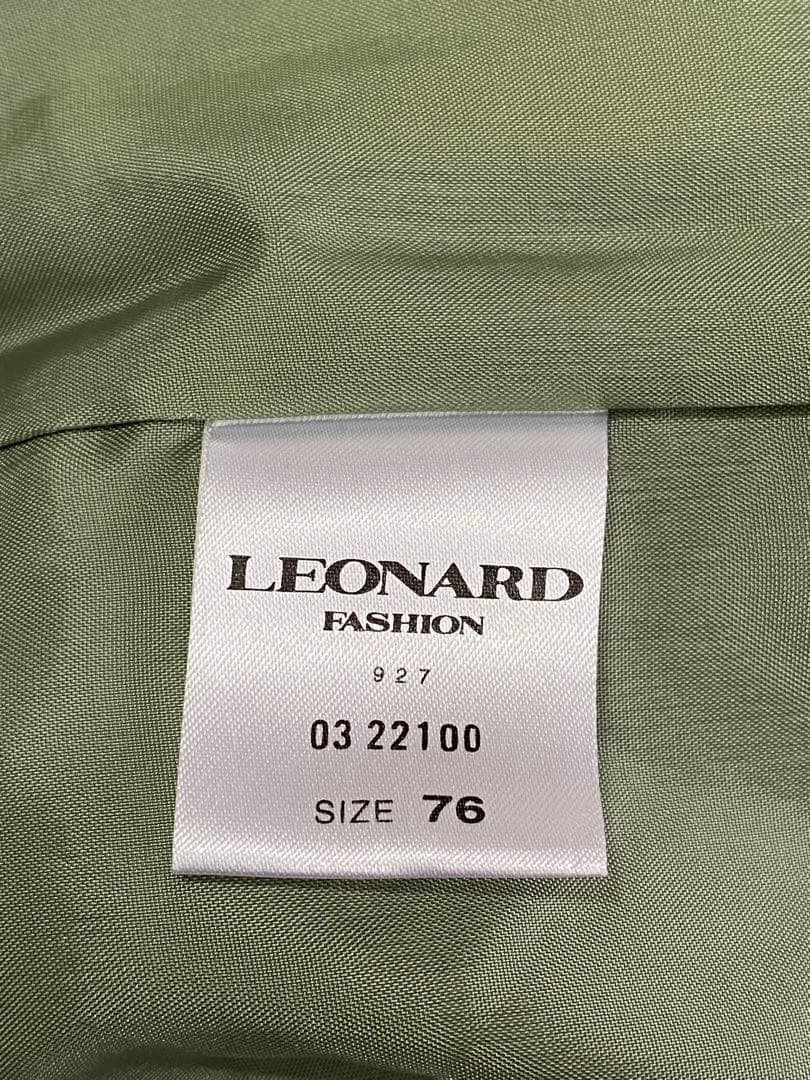 LEONARD
FASHION
927
03 22100
SIZE 76